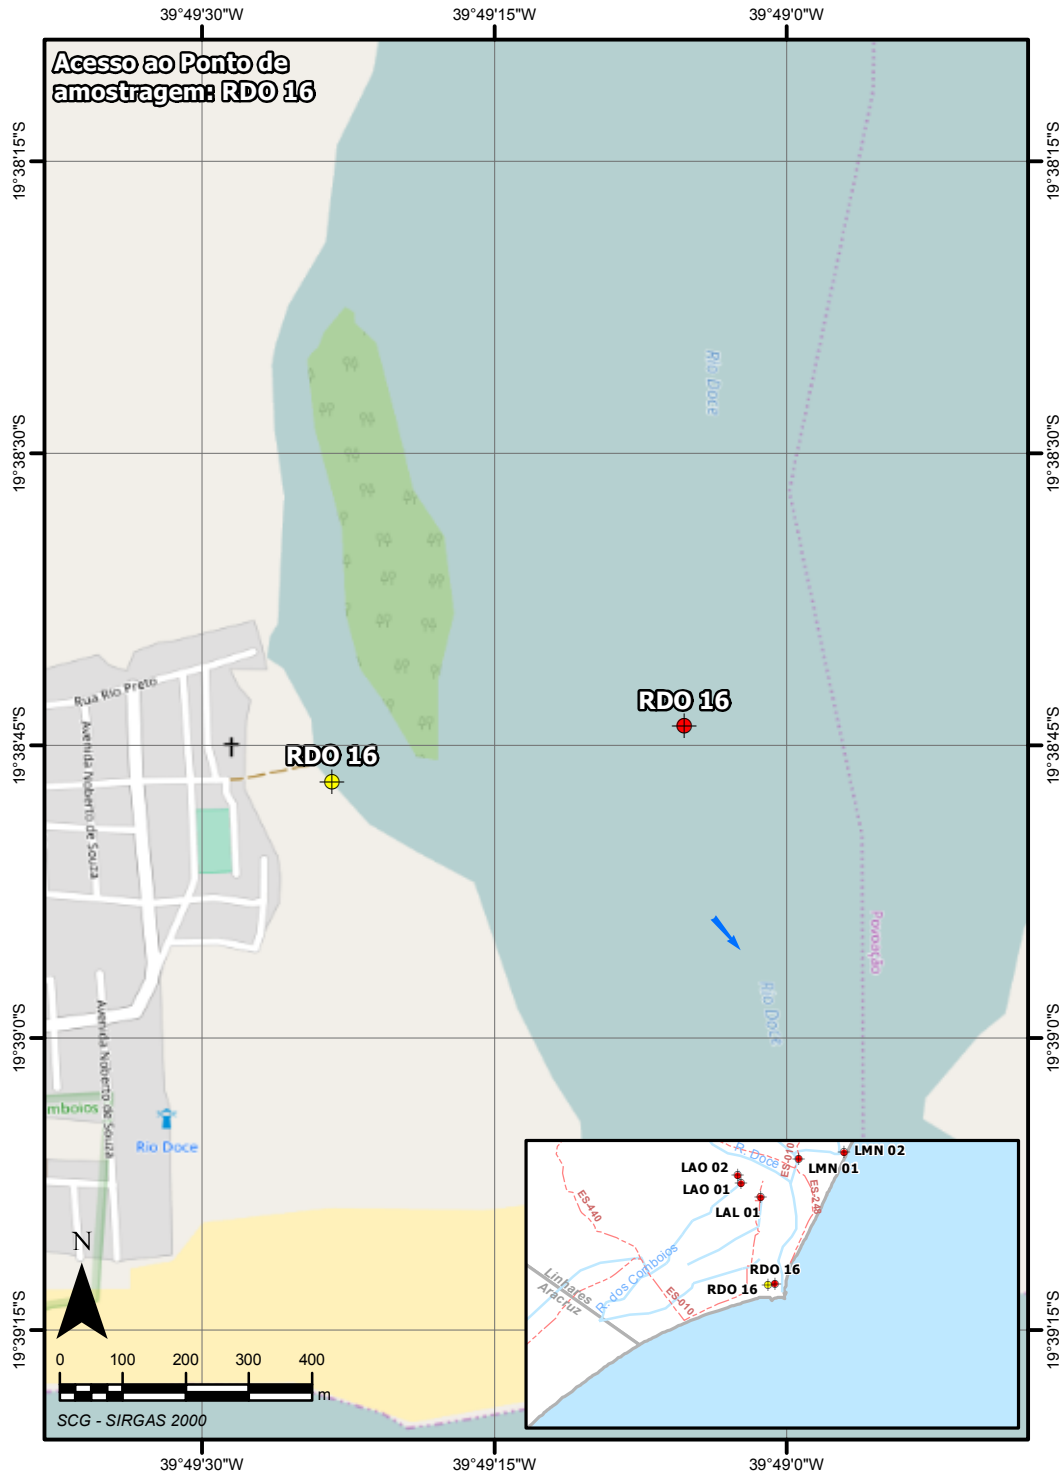 39°49'30"W
39°49'15"W
39°49'0"W
Acesso ao Ponto de
amostragem: RDO 16
19°38'15"S
19°38'15"S
Rio Doce
19°38'30"S
19°38'30"S
Rua Rio Preto
RDO 16
Avenida Noberto de Souza
19°38'45"S
RDO 16
19°38'45"S
Povoação
Rio Doce
19°39'0"S
19°39'0"S
Avenida Noberto de Souza
mboios
Rio Doce
R. Doce
ES-010
LMN 02
LMN 01
LAO 02
LAO 01
LAL 01
ES-248
ES-440
R. dos Comboios
Linhares
Aracruz
ES-010
RDO 16
RDO 16
N
19°39'15"S
19°39'15"S
0 100 200 300 400
m
SCG - SIRGAS 2000
39°49'30"W
39°49'15"W
39°49'0"W